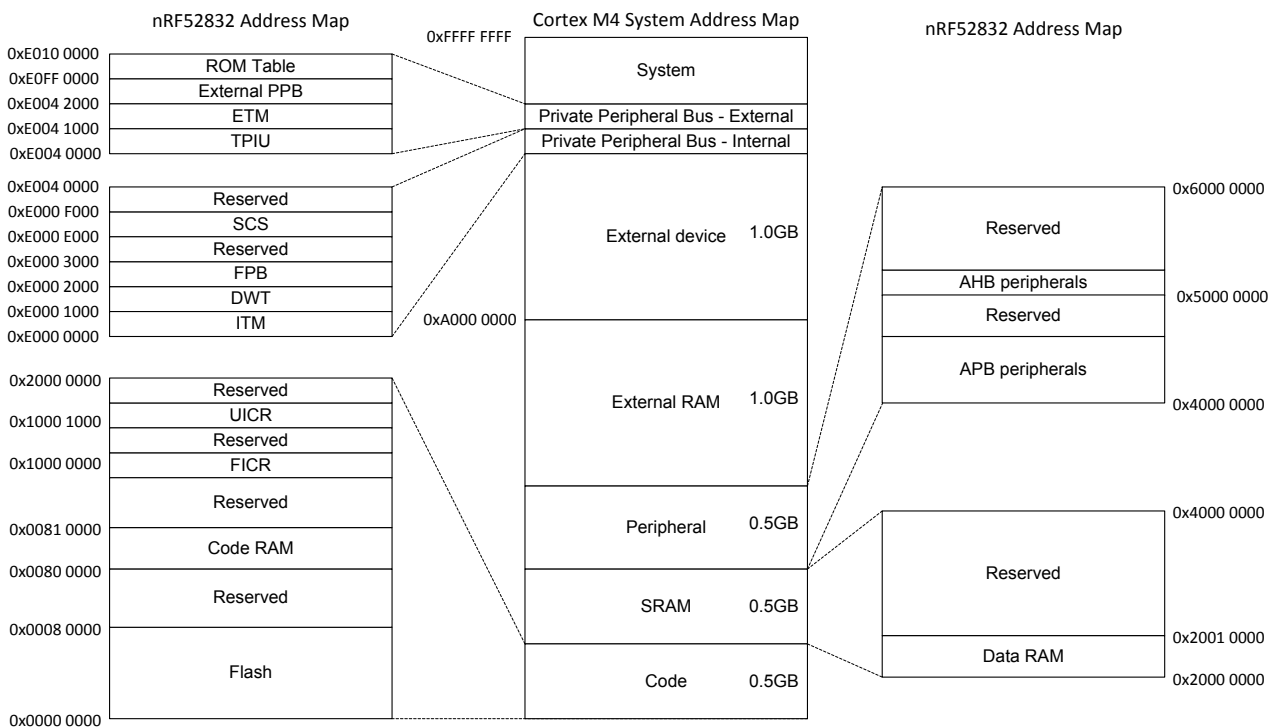 nRF52832 Address Map
0xE010 0000
ROM Table
0xE0FF 0000
External PPB
0xE004 2000
ETM
0xE004 1000
TPIU
0xE004 0000
0xE004 0000
Reserved
0xE000 F000
SCS
0xE000 E000
Reserved
0xE000 3000
FPB
0xE000 2000
DWT
0xE000 1000
ITM
0xE000 0000
0x2000 0000
Reserved
UICR
0x1000 1000
Reserved
0x1000 0000
FICR
Reserved
0x0081 0000
Code RAM
0x0080 0000
Reserved
0x0008 0000
Flash
0x0000 0000
Cortex M4 System Address Map
0xFFFF FFFF
System
Private Peripheral Bus - External
Private Peripheral Bus - Internal
External device 1.0GB
0xA000 0000
External RAM 1.0GB
Peripheral 0.5GB
SRAM 0.5GB
Code 0.5GB
nRF52832 Address Map
0x6000 0000
Reserved
AHB peripherals
0x5000 0000
Reserved
APB peripherals
0x4000 0000
0x4000 0000
Reserved
0x2001 0000
Data RAM
0x2000 0000